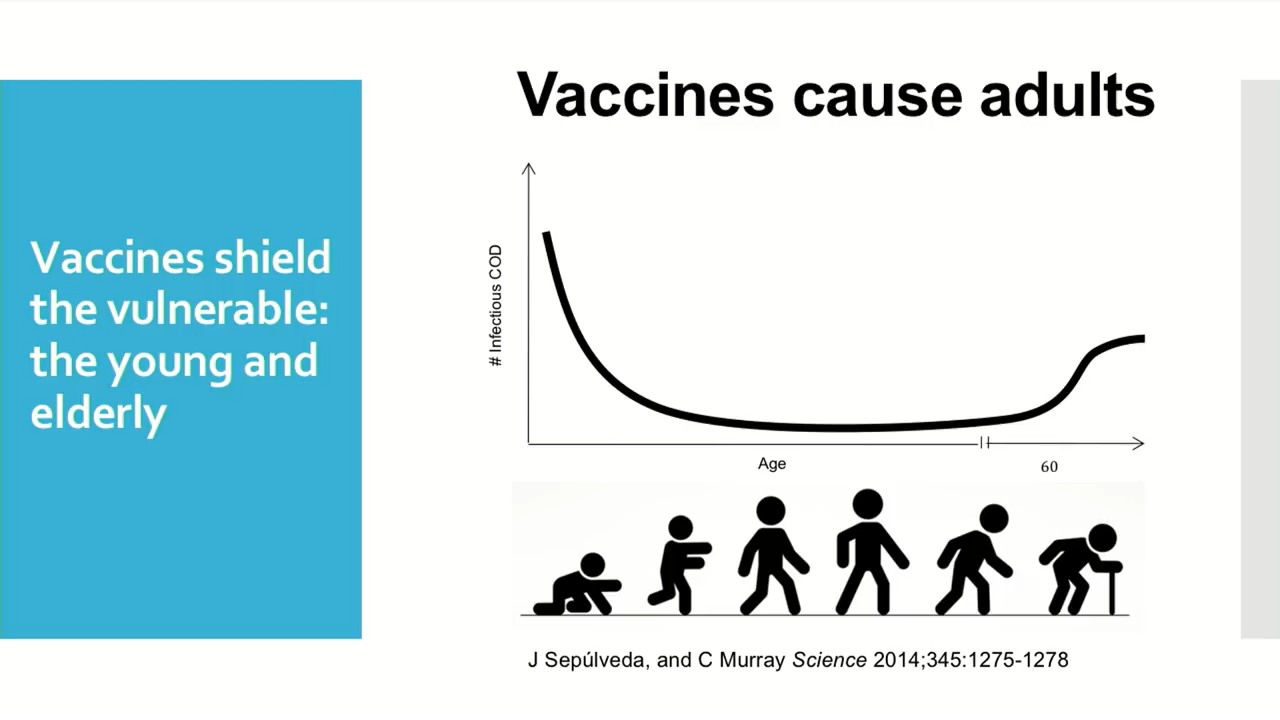 Vaccines shield
the vulnerable:
the young and
elderly
Vaccines cause adults
# Infectious COD
Age
60
J Sepúlveda, and C Murray Science 2014;345:1275-1278